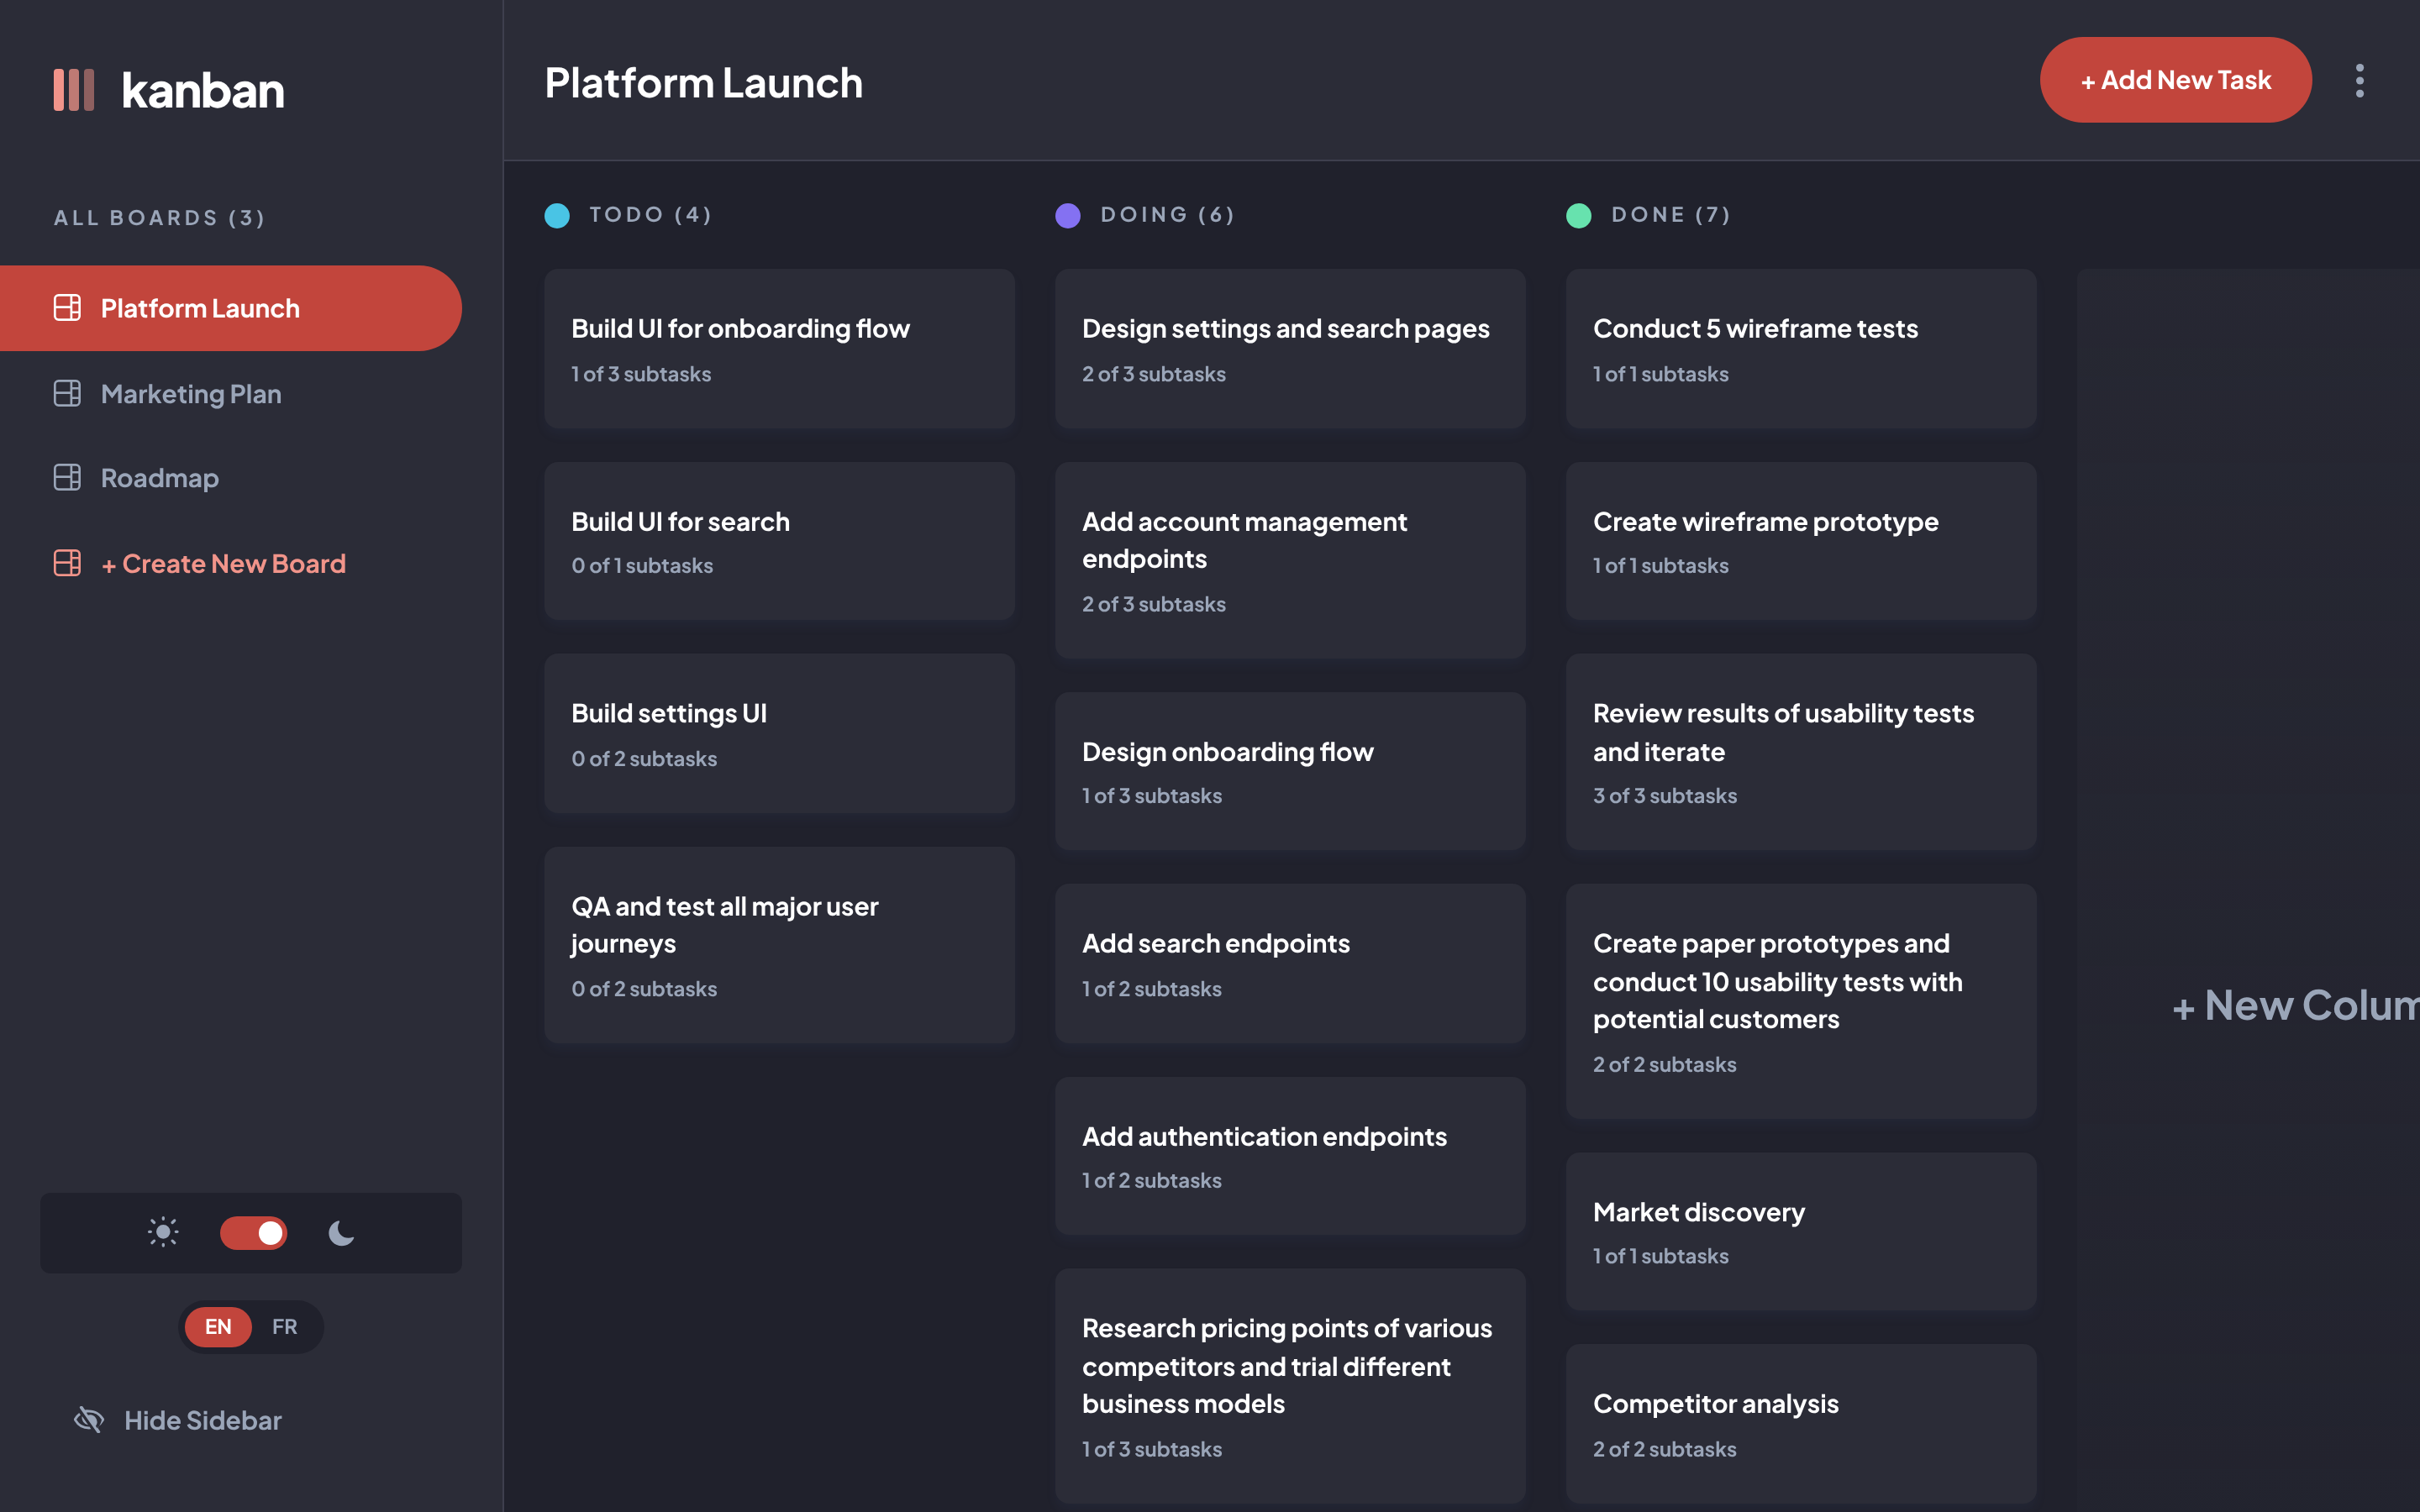 kanban
ALL BOARDS (3)
Platform Launch
Marketing Plan
Roadmap
+ Create New Board
EN FR
Hide Sidebar
Platform Launch
+ Add New Task
TODO (4)
Build UI for onboarding flow
1 of 3 subtasks
Build UI for search
0 of 1 subtasks
Build settings UI
0 of 2 subtasks
QA and test all major user
journeys
0 of 2 subtasks
DOING (6)
Design settings and search pages
2 of 3 subtasks
Add account management
endpoints
2 of 3 subtasks
Design onboarding flow
1 of 3 subtasks
Add search endpoints
1 of 2 subtasks
Add authentication endpoints
1 of 2 subtasks
Research pricing points of various
competitors and trial different
business models
1 of 3 subtasks
DONE (7)
Conduct 5 wireframe tests
1 of 1 subtasks
Create wireframe prototype
1 of 1 subtasks
Review results of usability tests
and iterate
3 of 3 subtasks
Create paper prototypes and
conduct 10 usability tests with
potential customers
2 of 2 subtasks
Market discovery
1 of 1 subtasks
Competitor analysis
2 of 2 subtasks
+ New Colum